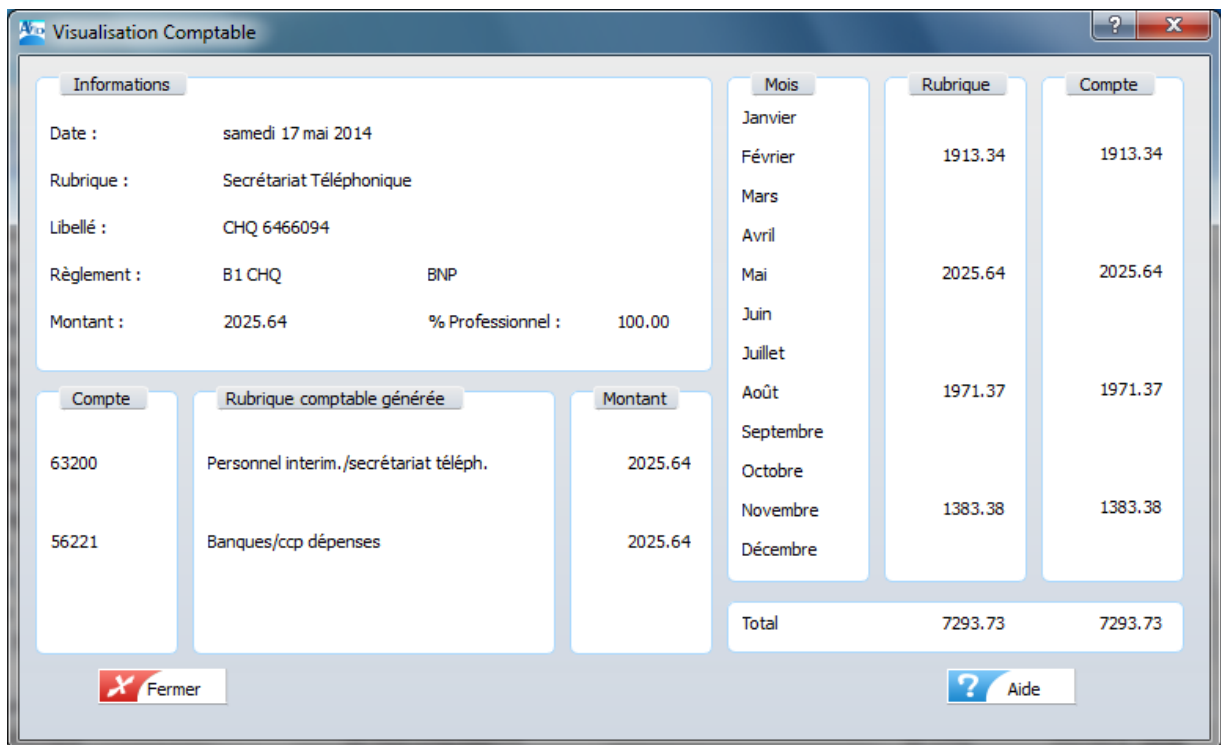 Visualisation Comptable
Informations
Date : samedi 17 mai 2014
Rubrique : Secrétariat Téléphonique
Libellé : CHQ 6466094
Règlement : B1 CHQ BNP
Montant : 2025.64 % Professionnel : 100.00
Compte Rubrique comptable générée Montant
63200 Personnel interim./secrétariat téléph. 2025.64
56221 Banques/ccp dépenses 2025.64
Mois Rubrique Compte
Janvier
Février 1913.34 1913.34
Mars
Avril
Mai 2025.64 2025.64
Juin
Juillet
Août 1971.37 1971.37
Septembre
Octobre
Novembre 1383.38 1383.38
Décembre
Total 7293.73 7293.73
Fermer
? Aide